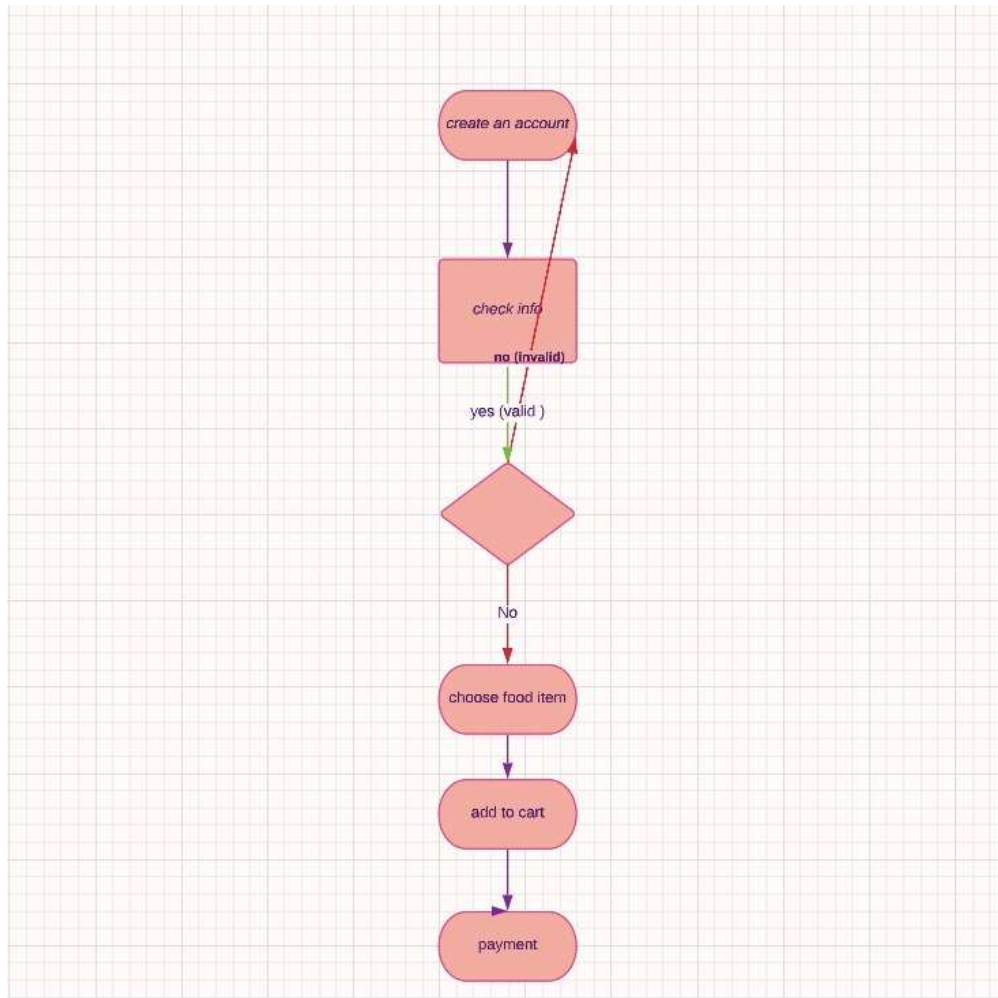 create an account
check info
no (invalid)
yes (valid )
No
choose food item
add to cart
payment